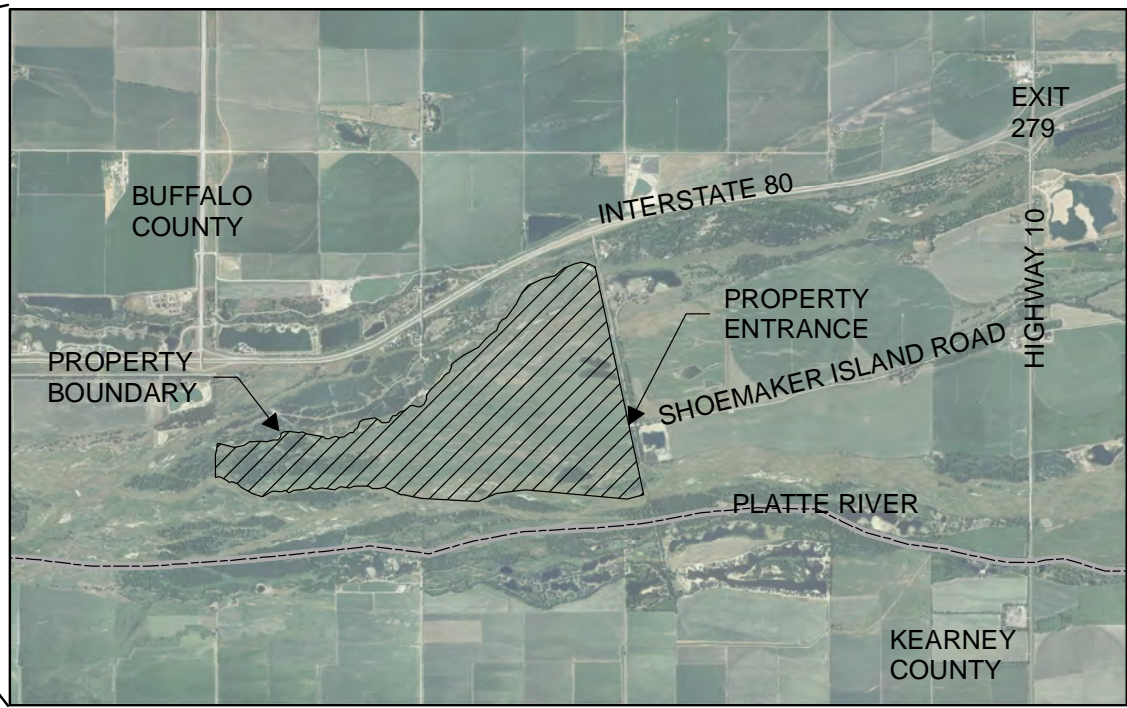 EXIT
279
BUFFALO
COUNTY
INTERSTATE 80
HIGHWAY 10
PROPERTY
ENTRANCE
SHOEMAKER ISLAND ROAD
PROPERTY
BOUNDARY
PLATTE RIVER
KEARNEY
COUNTY